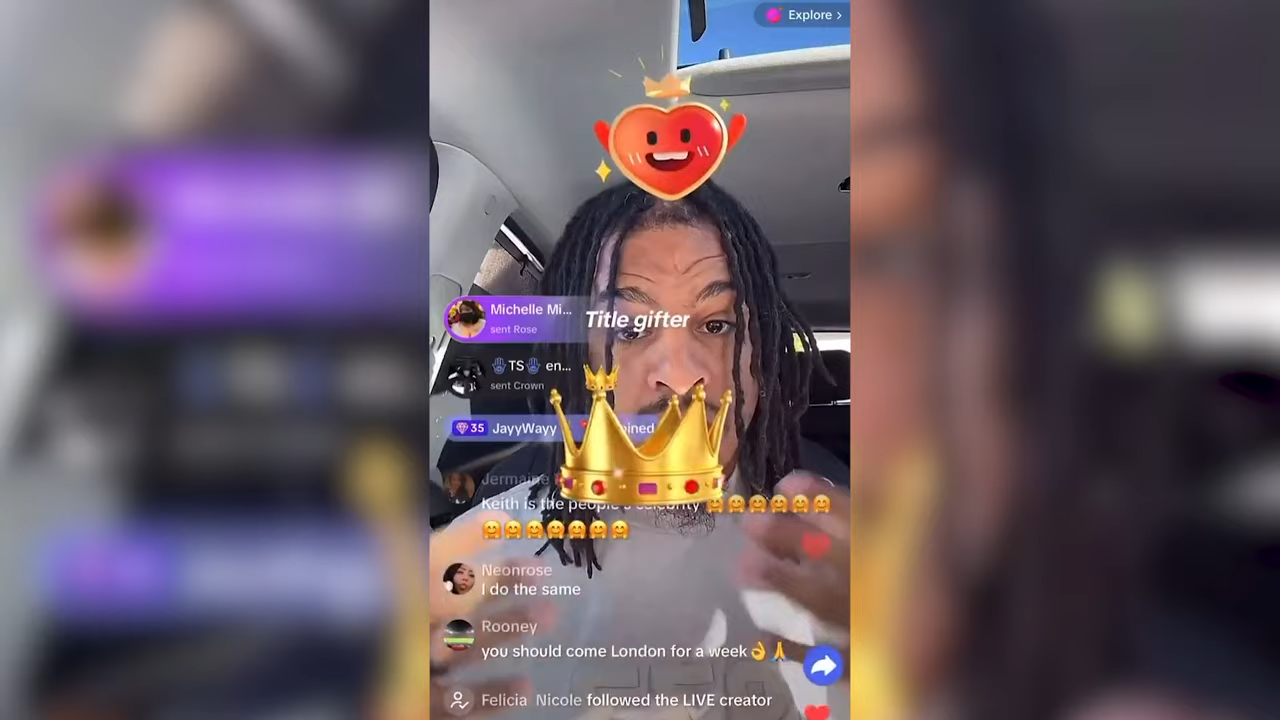 Explore
Michelle Mi...
Title gifter
sent Rose
TS en...
sent Crown
35 JayyWayy
Jermaine
Keith is the people's celebrity
Neonrose
I do the same
Rooney
you should come London for a week
Felicia Nicole followed the LIVE creator